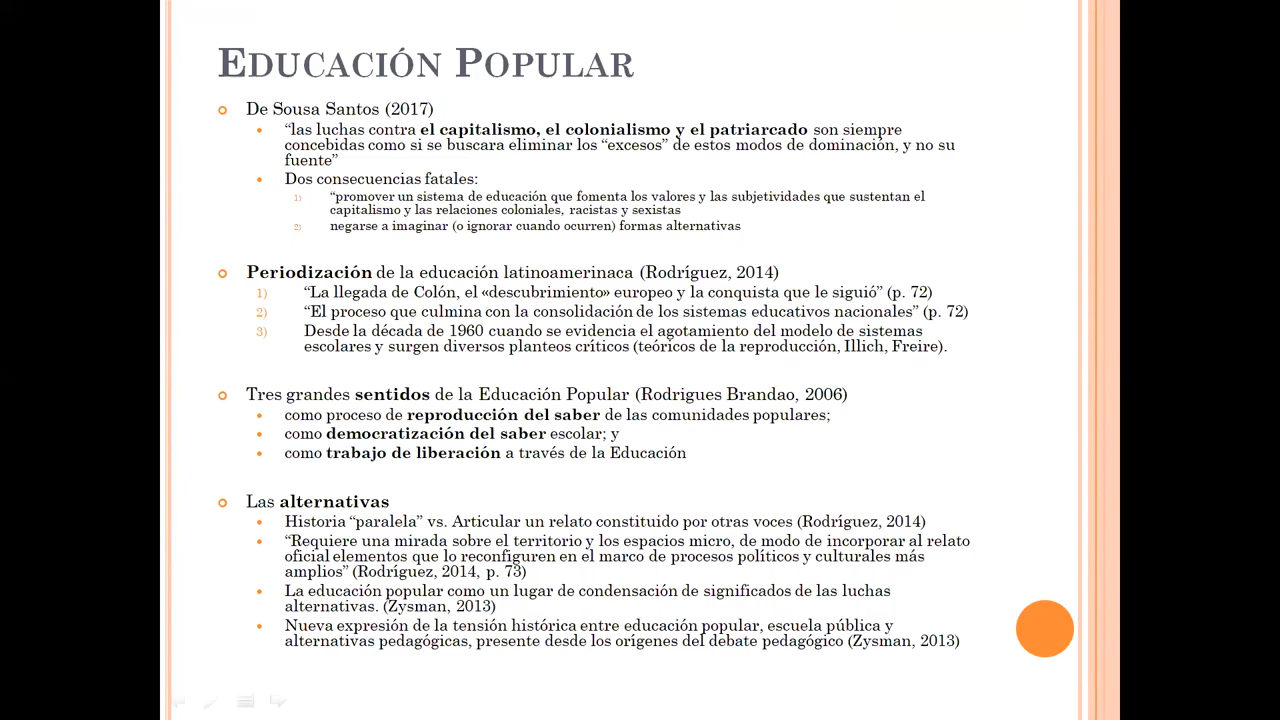 EDUCACIÓN POPULAR
De Sousa Santos (2017)
“las luchas contra el capitalismo, el colonialismo y el patriarcado son siempre
concebidas como si se buscara eliminar los “excesos” de estos modos de dominación, y no su
fuente”
Dos consecuencias fatales:
1) “promover un sistema de educación que fomenta los valores y las subjetividades que sustentan el
capitalismo y las relaciones coloniales, racistas y sexistas
2) negarse a imaginar (o ignorar cuando ocurren) formas alternativas
Periodización de la educación latinoamerinaca (Rodríguez, 2014)
1) “La llegada de Colón, el «descubrimiento» europeo y la conquista que le siguió” (p. 72)
2) “El proceso que culmina con la consolidación de los sistemas educativos nacionales” (p. 72)
3) Desde la década de 1960 cuando se evidencia el agotamiento del modelo de sistemas
escolares y surgen diversos planteos críticos (teóricos de la reproducción, Illich, Freire).
Tres grandes sentidos de la Educación Popular (Rodrigues Brandao, 2006)
como proceso de reproducción del saber de las comunidades populares;
como democratización del saber escolar; y
como trabajo de liberación a través de la Educación
Las alternativas
Historia “paralela” vs. Articular un relato constituido por otras voces (Rodríguez, 2014)
“Requiere una mirada sobre el territorio y los espacios micro, de modo de incorporar al relato
oficial elementos que lo reconfiguren en el marco de procesos políticos y culturales más
amplios” (Rodríguez, 2014, p. 73)
La educación popular como un lugar de condensación de significados de las luchas
alternativas. (Zysman, 2013)
Nueva expresión de la tensión histórica entre educación popular, escuela pública y
alternativas pedagógicas, presente desde los orígenes del debate pedagógico (Zysman, 2013)